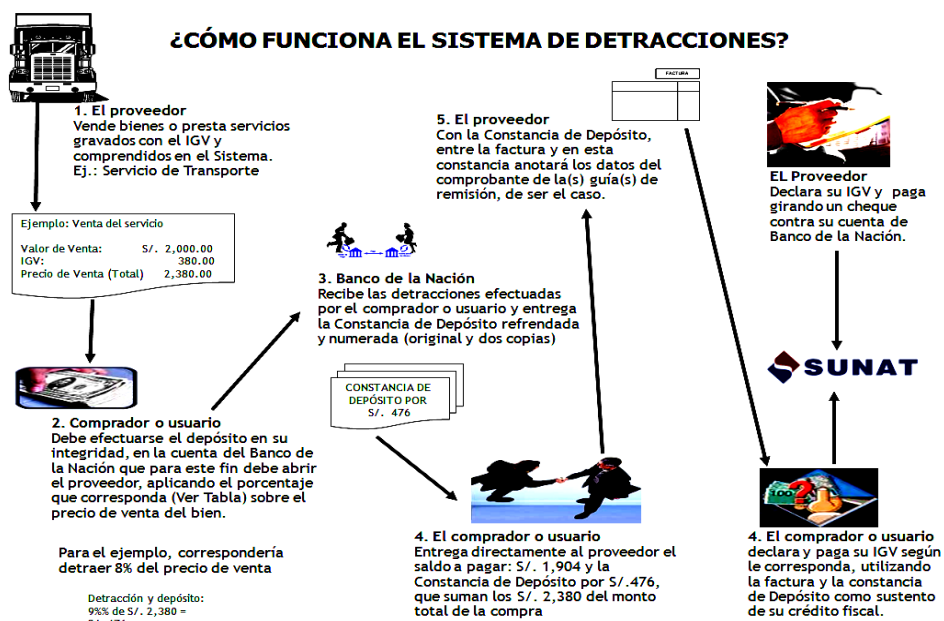 ¿CÓMO FUNCIONA EL SISTEMA DE DETRACCIONES?
1. El proveedor
Vende bienes o presta servicios
gravados con el IGV y
comprendidos en el Sistema.
Ej.: Servicio de Transporte
Ejemplo: Venta del servicio
Valor de Venta: S/. 2,000.00
IGV: 380.00
Precio de Venta (Total) 2,380.00
2. Comprador o usuario
Debe efectuarse el depósito en su
integridad, en la cuenta del Banco de
la Nación que para este fin debe abrir
el proveedor, aplicando el porcentaje
que corresponda (Ver Tabla) sobre el
precio de venta del bien.
Para el ejemplo, correspondería
detraer 8% del precio de venta
Detracción y depósito:
9%% de S/. 2,380 =
3. Banco de la Nación
Recibe las detracciones efectuadas
por el comprador o usuario y entrega
la Constancia de Depósito refrendada
y numerada (original y dos copias)
CONSTANCIA DE
DEPÓSITO POR
S/. 476
4. El comprador o usuario
Entrega directamente al proveedor el
saldo a pagar: S/. 1,904 y la
Constancia de Depósito por S/.476,
que suman los S/. 2,380 del monto
total de la compra
FACTURA
5. El proveedor
Con la Constancia de Depósito,
entre la factura y en esta
constancia anotará los datos del
comprobante de la(s) guía(s) de
remisión, de ser el caso.
EL Proveedor
Declara su IGV y paga
girando un cheque
contra su cuenta de
Banco de la Nación.
SUNAT
100
4. El comprador o usuario
declara y paga su IGV según
le corresponda, utilizando
la factura y la constancia
de Depósito como sustento
de su crédito fiscal.